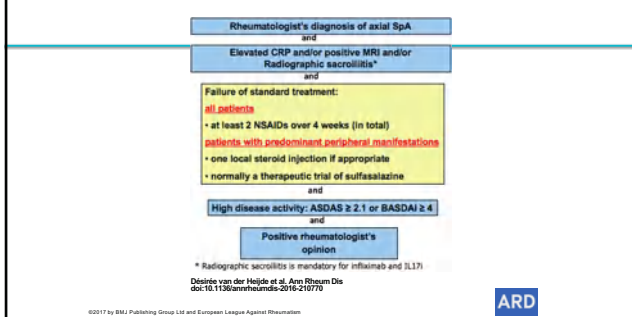 Rheumatologist's diagnosis of axial SpA
and
Elevated CRP and/or positive MRI and/or
Radiographic sacroiliitis*
and
Failure of standard treatment:
all patients
• at least 2 NSAIDs over 4 weeks (in total)
patients with predominant peripheral manifestations
• one local steroid injection if appropriate
• normally a therapeutic trial of sulfasalazine
and
High disease activity: ASDAS ≥ 2.1 or BASDAI ≥ 4
and
Positive rheumatologist's
opinion
* Radiographic sacroiliitis is mandatory for infliximab and IL17i
Désirée van der Heijde et al. Ann Rheum Dis
doi:10.1136/annrheumdis-2016-210770
©2017 by BMJ Publishing Group Ltd and European League Against Rheumatism
ARD